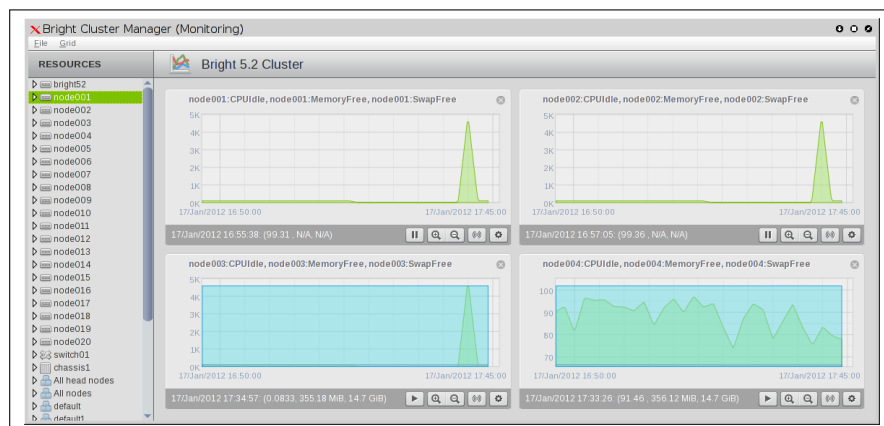 Bright Cluster Manager (Monitoring)
File Grid
RESOURCES
Bright 5.2 Cluster
bright52
node001
node002
node003
node004
node005
node006
node007
node008
node009
node010
node011
node012
node013
node014
node015
node016
node017
node018
node019
node020
switch01
chassis1
All head nodes
All nodes
default
default1
node001:CPUIdle, node001:MemoryFree, node001:SwapFree
5K
4K
3K
2K
1K
0K
17/Jan/2012 16:50:00 17/Jan/2012 17:45:00
17/Jan/2012 16:55:38: (99.31 , N/A, N/A)
node002:CPUIdle, node002:MemoryFree, node002:SwapFree
5K
4K
3K
2K
1K
0K
17/Jan/2012 16:50:00 17/Jan/2012 17:45:00
17/Jan/2012 16:57:05: (99.36 , N/A, N/A)
node003:CPUIdle, node003:MemoryFree, node003:SwapFree
5K
4K
3K
2K
1K
0K
17/Jan/2012 16:50:00 17/Jan/2012 17:45:00
17/Jan/2012 17:34:57: (0.0833, 355.18 MiB, 14.7 GiB)
node004:CPUIdle, node004:MemoryFree, node004:SwapFree
100
90
80
70
17/Jan/2012 16:50:00 17/Jan/2012 17:45:00
17/Jan/2012 17:33:26: (91.46 , 356.12 MiB, 14.7 GiB)